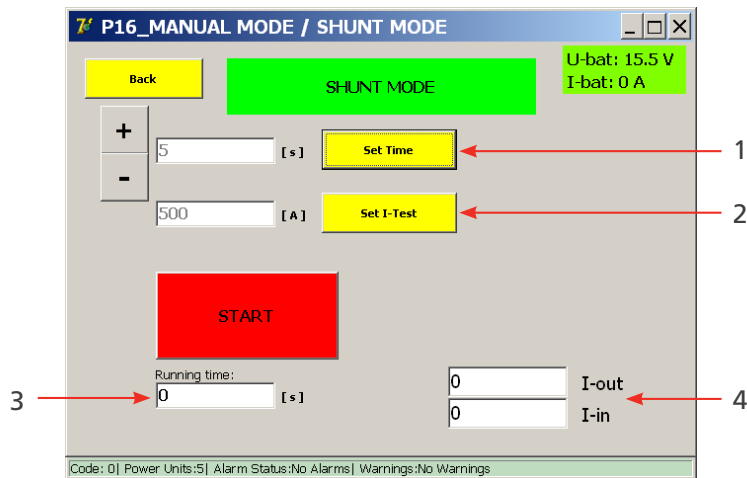 P16_MANUAL MODE / SHUNT MODE
Back
SHUNT MODE
U-bat: 15.5 V
I-bat: 0 A
+
5 [s] Set Time 1
-
500 [A] Set I-Test 2
START
Running time:
3 0 [s]
0 I-out
4
0 I-in
Code: 0| Power Units:5| Alarm Status:No Alarms| Warnings:No Warnings